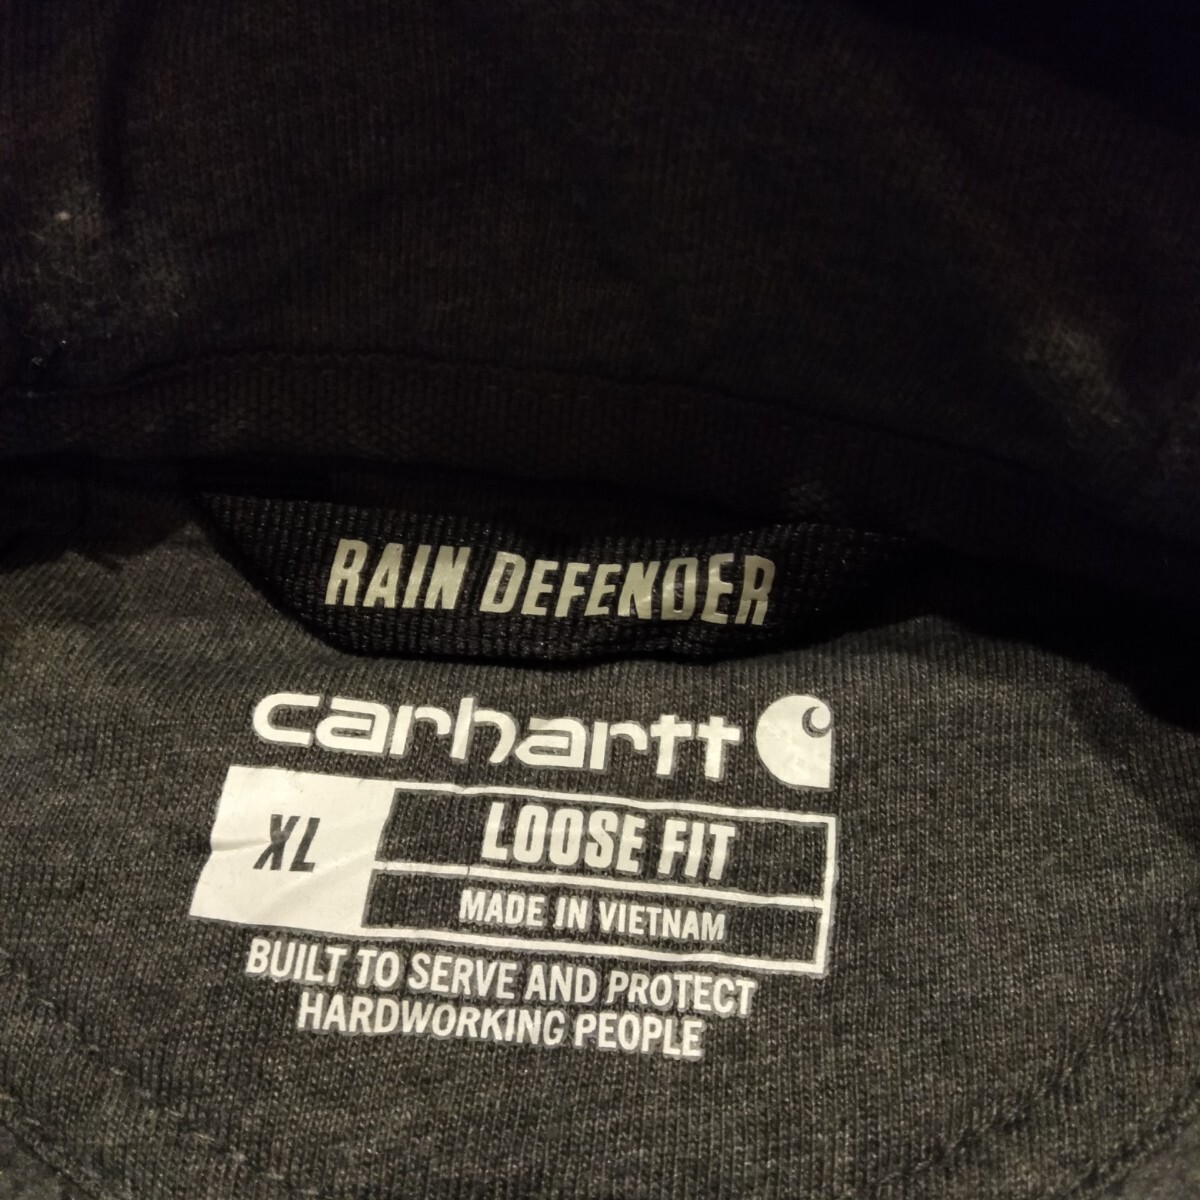 RAIN DEFENDER
carhartt
XL
LOOSE FIT
MADE IN VIETNAM
BUILT TO SERVE AND PROTECT
HARDWORKING PEOPLE